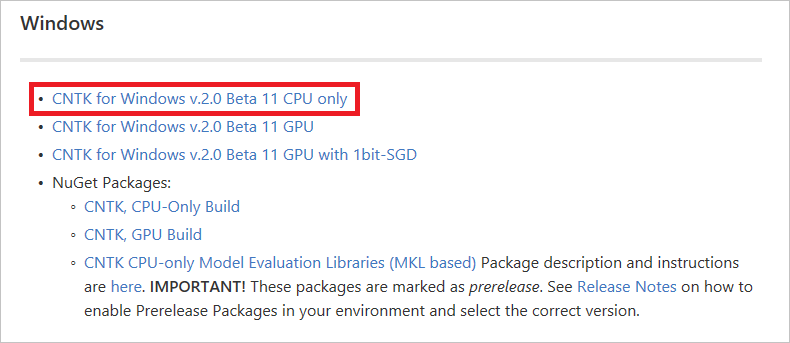 Windows
• CNTK for Windows v.2.0 Beta 11 CPU only
• CNTK for Windows v.2.0 Beta 11 GPU
• CNTK for Windows v.2.0 Beta 11 GPU with 1bit-SGD
• NuGet Packages:
◦ CNTK, CPU-Only Build
◦ CNTK, GPU Build
◦ CNTK CPU-only Model Evaluation Libraries (MKL based) Package description and instructions
are here. IMPORTANT! These packages are marked as prerelease. See Release Notes on how to
enable Prerelease Packages in your environment and select the correct version.